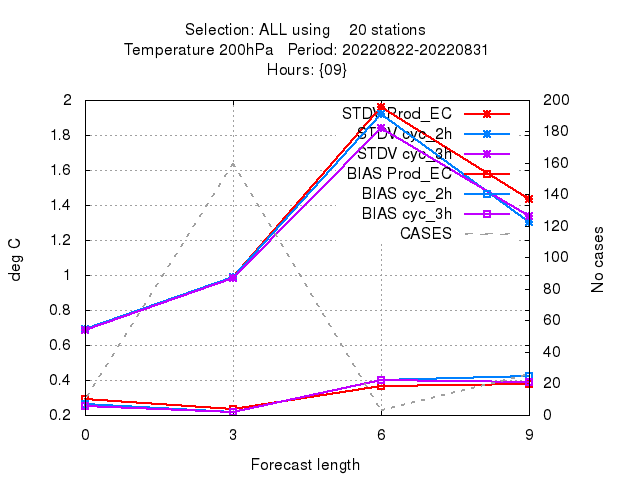 Selection: ALL using 20 stations
Temperature 200hPa Period: 20220822-20220831
Hours: {09}
2
1.8
1.6
1.4
1.2
1
0.8
0.6
0.4
0.2
deg C
STDV Prod_EC
STDV cyc_2h
STDV cyc_3h
BIAS Prod_EC
BIAS cyc_2h
BIAS cyc_3h
CASES
200
180
160
140
120
100
80
60
40
20
0
No cases
0 3 6 9
Forecast length